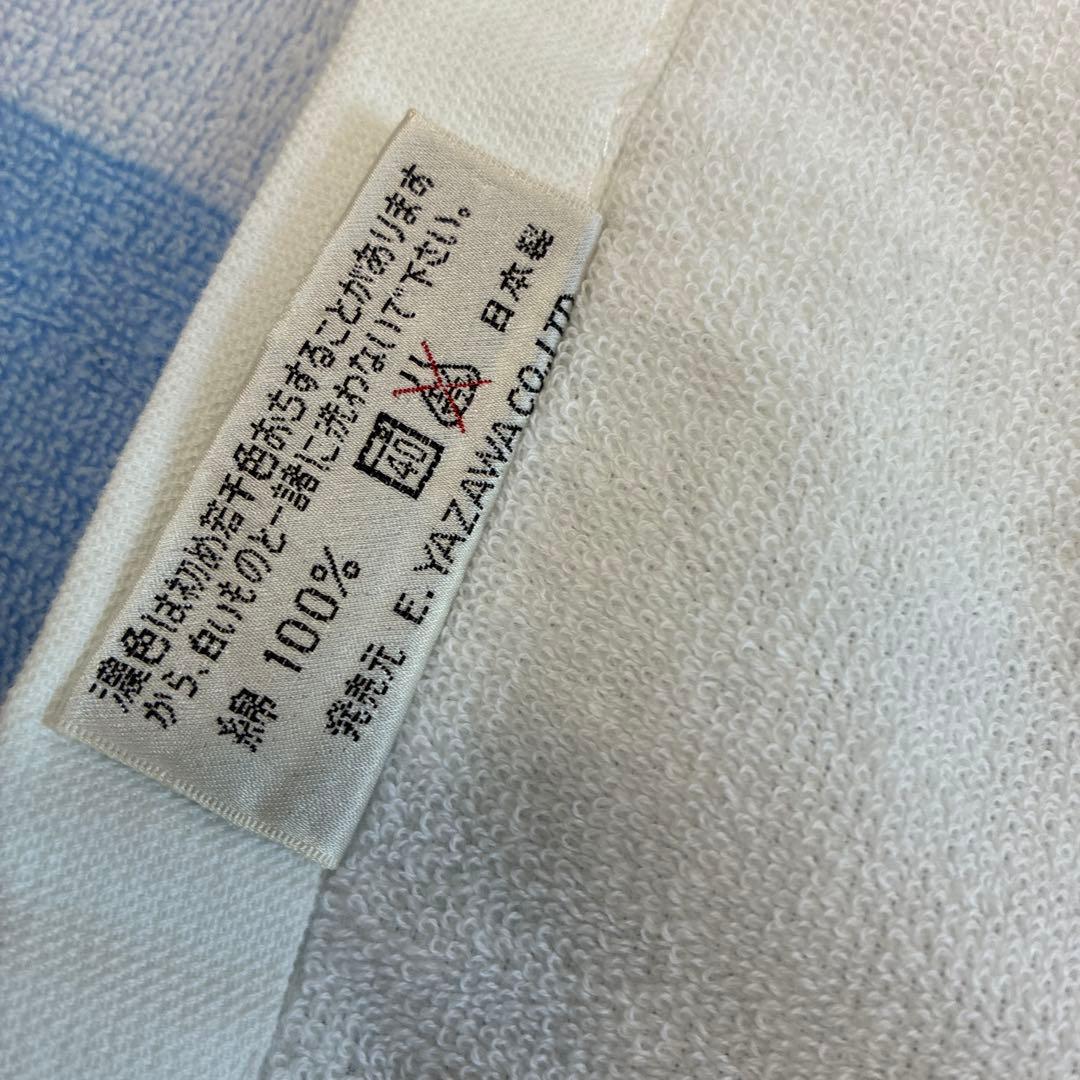 濃色は初め若干色おちすることがあります
から、白いものと一諸に洗わないで下さい。
綿 100% 40 日本製
発売元 E. YAZAWA CO. LTD